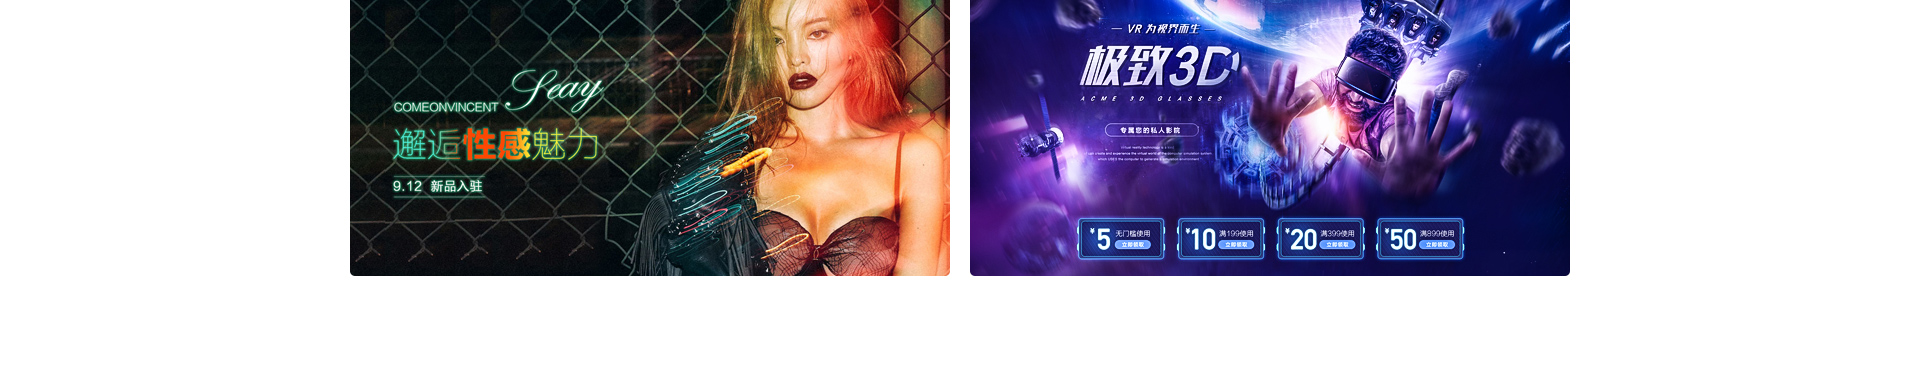 Seay
COMEONVINCENT
邂逅性感魅力
9.12 新品入驻
VR 为视界而生
极致3D
ACME 3D GLASSES
专属您的私人影院
¥5 无门槛使用
立即领取
¥10 满199使用
立即领取
¥20 满399使用
立即领取
¥50 满899使用
立即领取